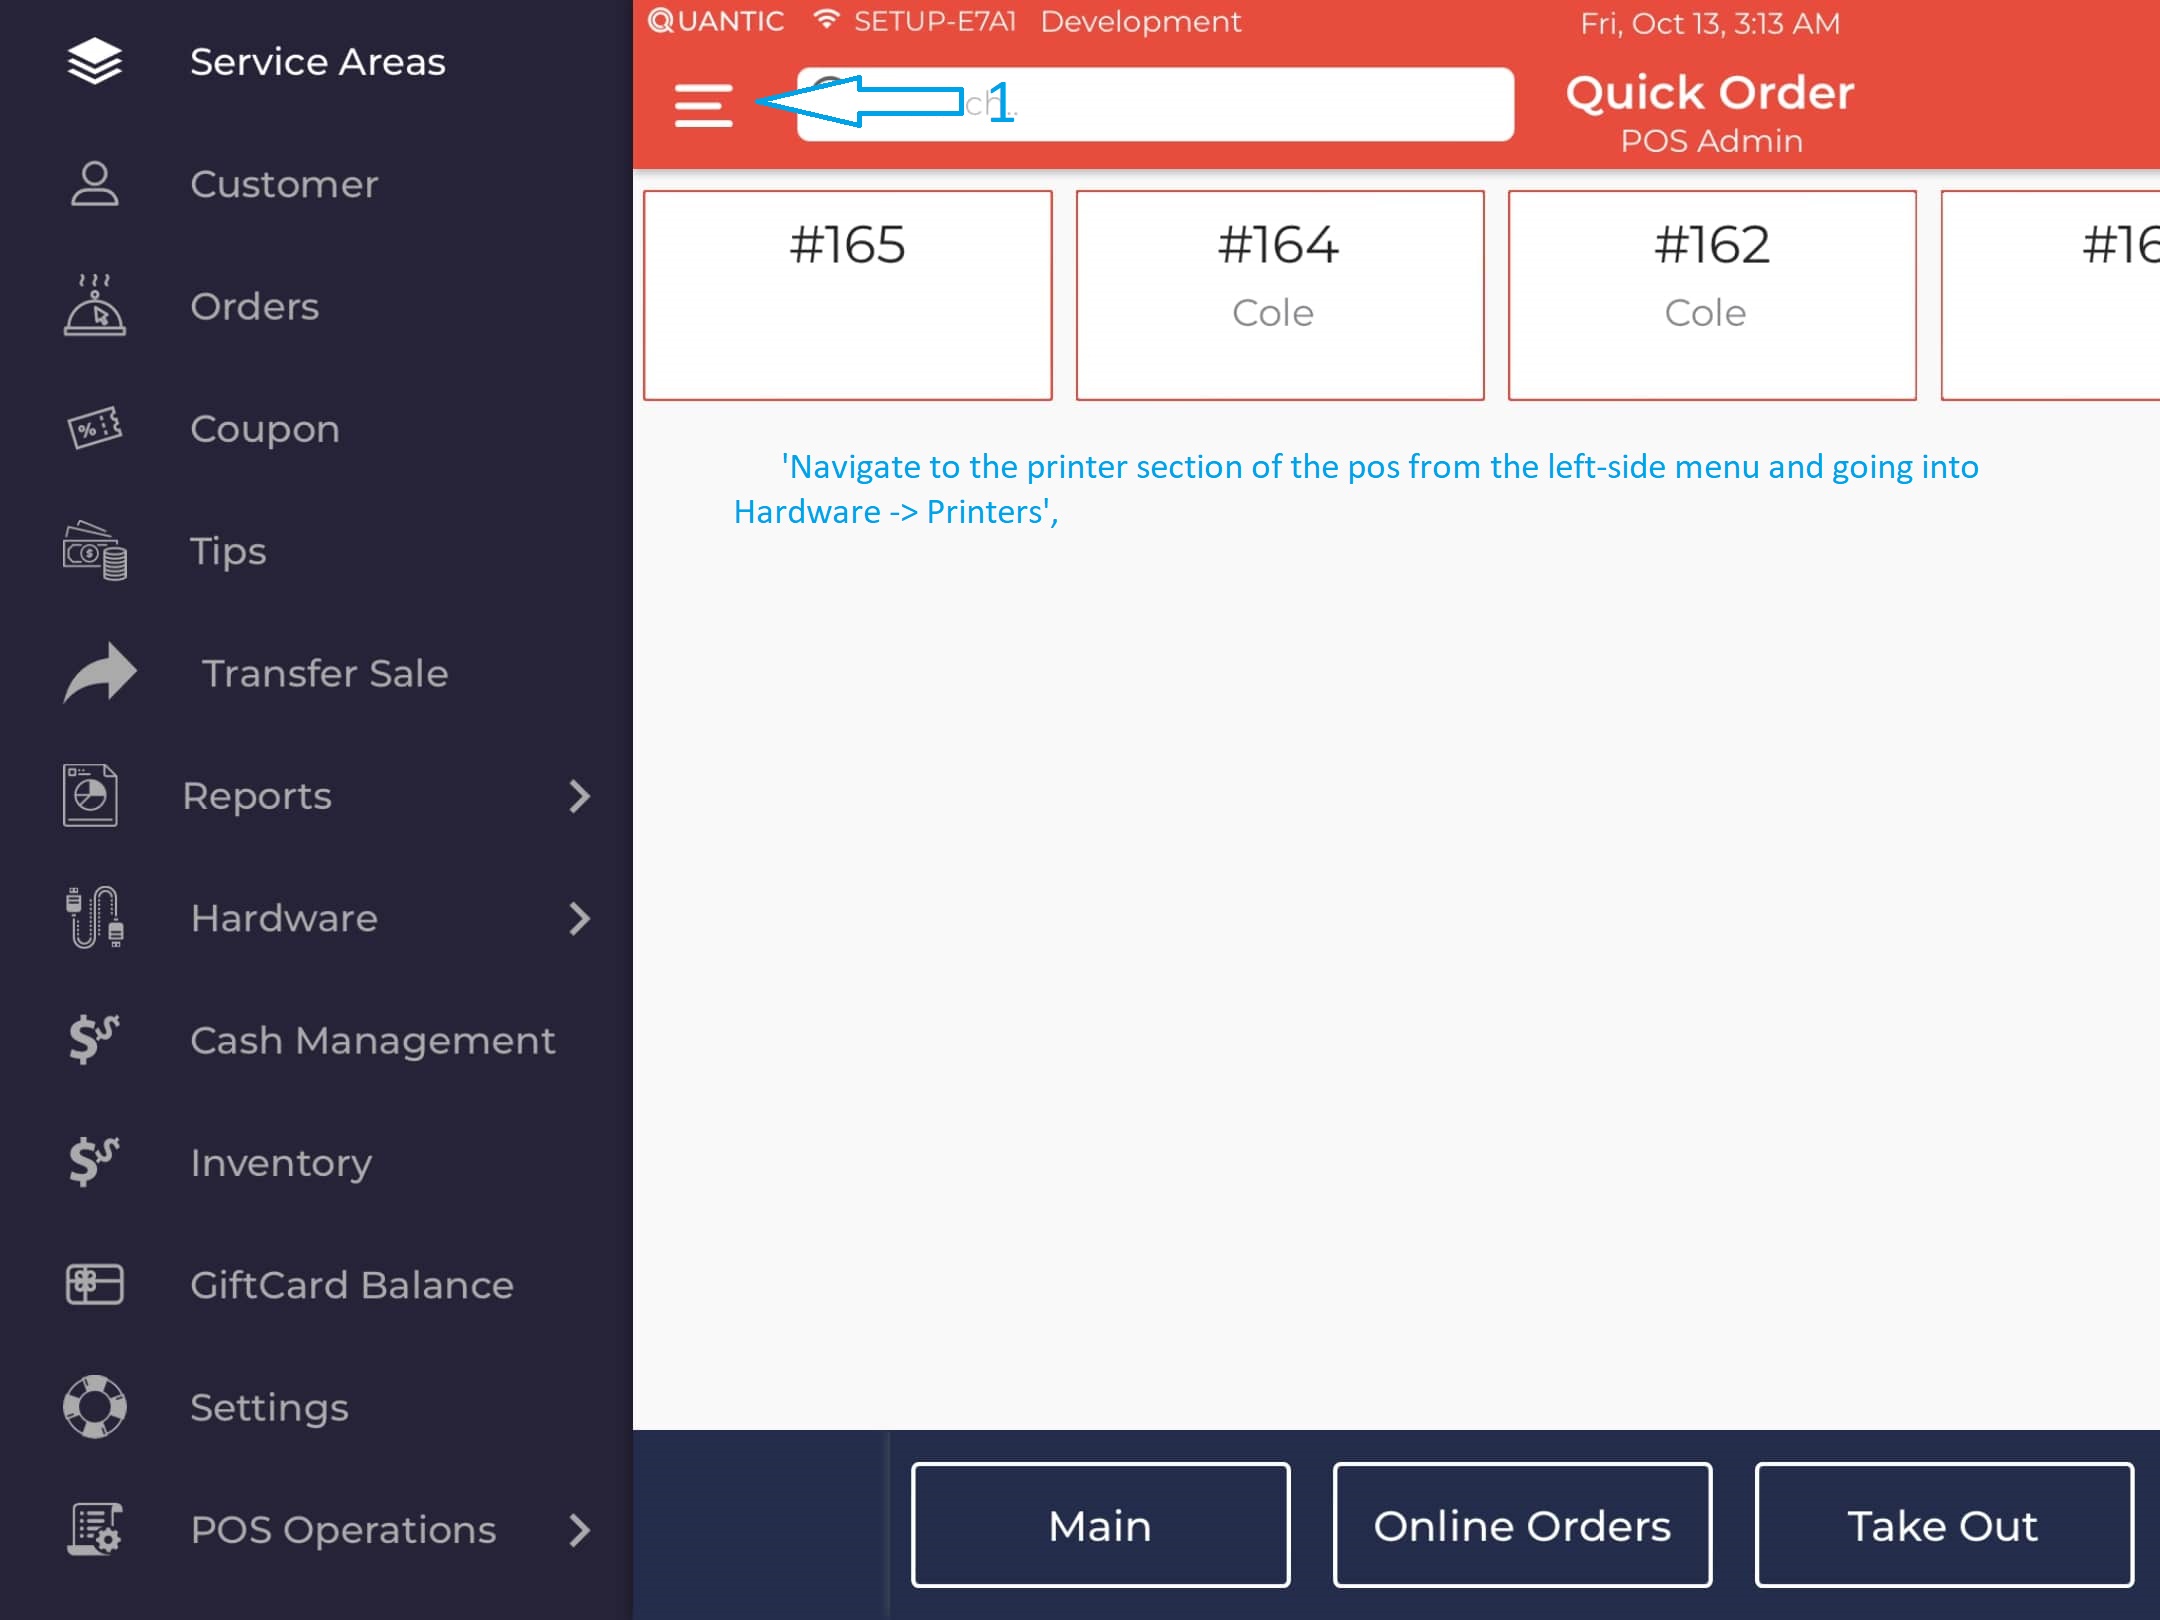 Service Areas
Customer
Orders
Coupon
Tips
Transfer Sale
Reports
Hardware
Cash Management
Inventory
GiftCard Balance
Settings
POS Operations
QUANTIC SETUP-E7A1 Development
Fri, Oct 13, 3:13 AM
1
Quick Order
POS Admin
#165
#164
Cole
#162
Cole
#16
'Navigate to the printer section of the pos from the left-side menu and going into
Hardware -> Printers',
Main
Online Orders
Take Out